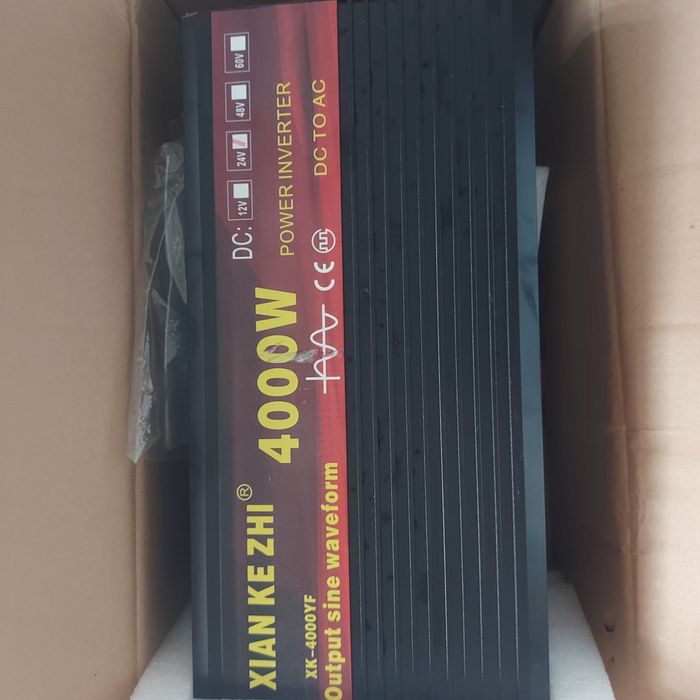 XIAN KE ZHI®
XK-4000YF
Output sine waveform
4000W
CE
DC: 12V 24V 48V 60V
POWER INVERTER
DC TO AC